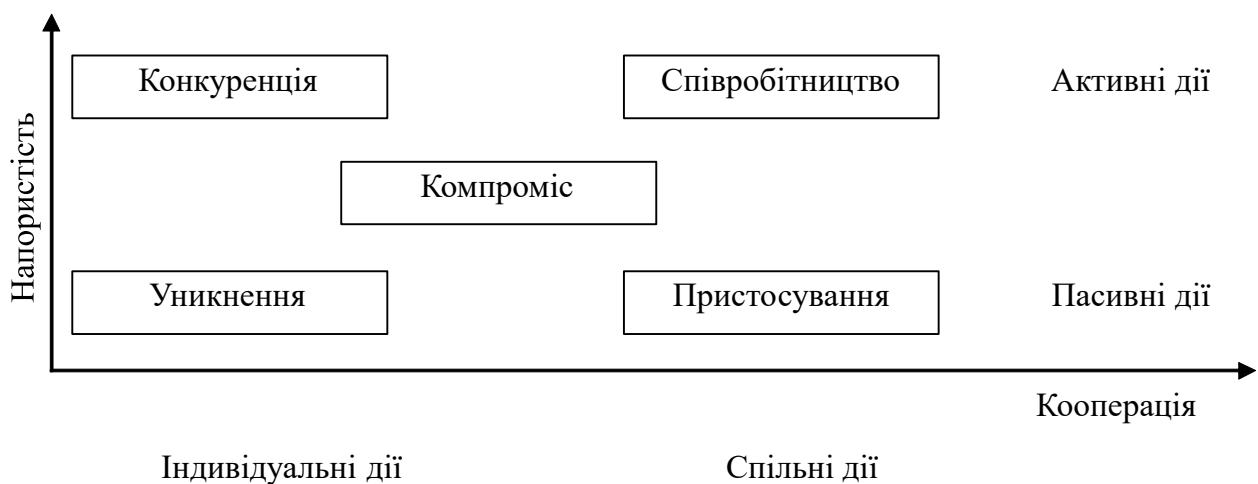 Конкуренція
Співробітництво
Активні дії
Компроміс
Напористість
Уникнення
Пристосування
Пасивні дії
Кооперація
Індивідуальні дії
Спільні дії